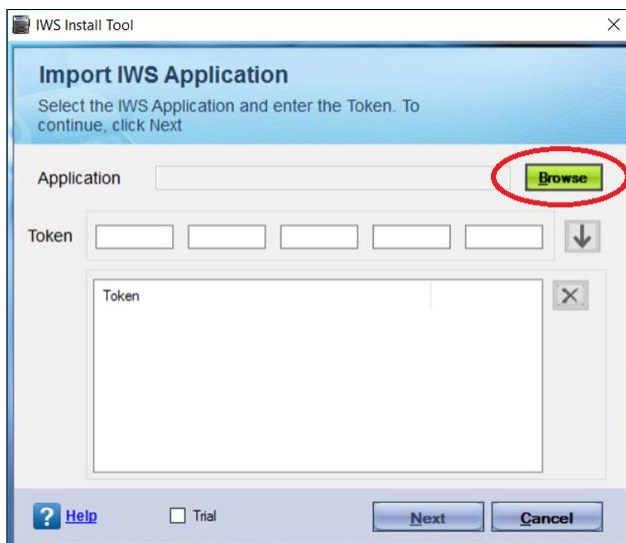 IWS Install Tool
Import IWS Application
Select the IWS Application and enter the Token. To
continue, click Next
Application
Browse
Token
Token
Help
Trial
Next
Cancel